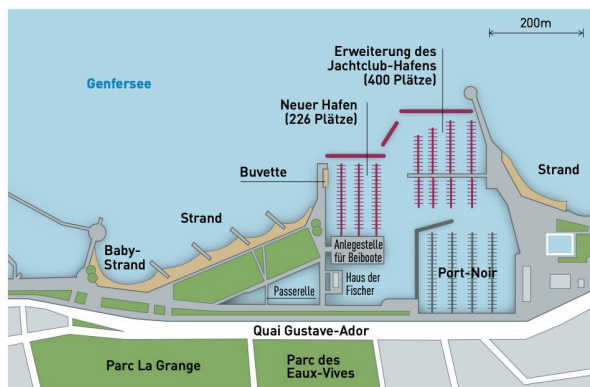 200m
Erweiterung des
Jachtclub-Hafens
(400 Plätze)
Genfersee
Neuer Hafen
(226 Plätze)
Buvette
Strand
Strand
Baby-
Strand
Anlegestelle
für Beiboote
Port-Noir
Haus der
Fischer
Passerelle
Quai Gustave-Ador
Parc La Grange
Parc des
Eaux-Vives